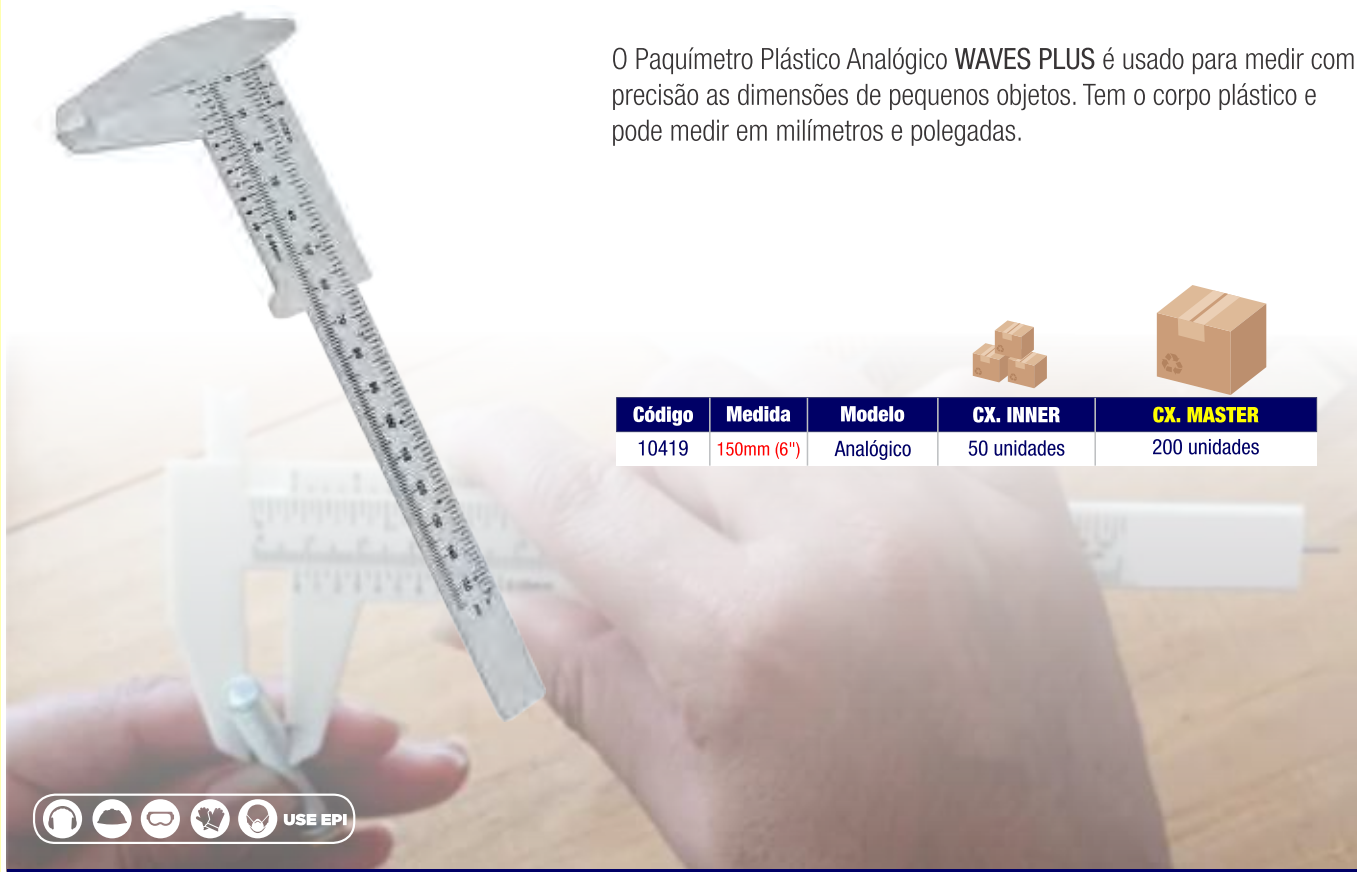 O Paquímetro Plástico Analógico WAVES PLUS é usado para medir com
precisão as dimensões de pequenos objetos. Tem o corpo plástico e
pode medir em milímetros e polegadas.
Código Medida Modelo CX. INNER CX. MASTER
10419 150mm (6") Analógico 50 unidades 200 unidades
USE EPI